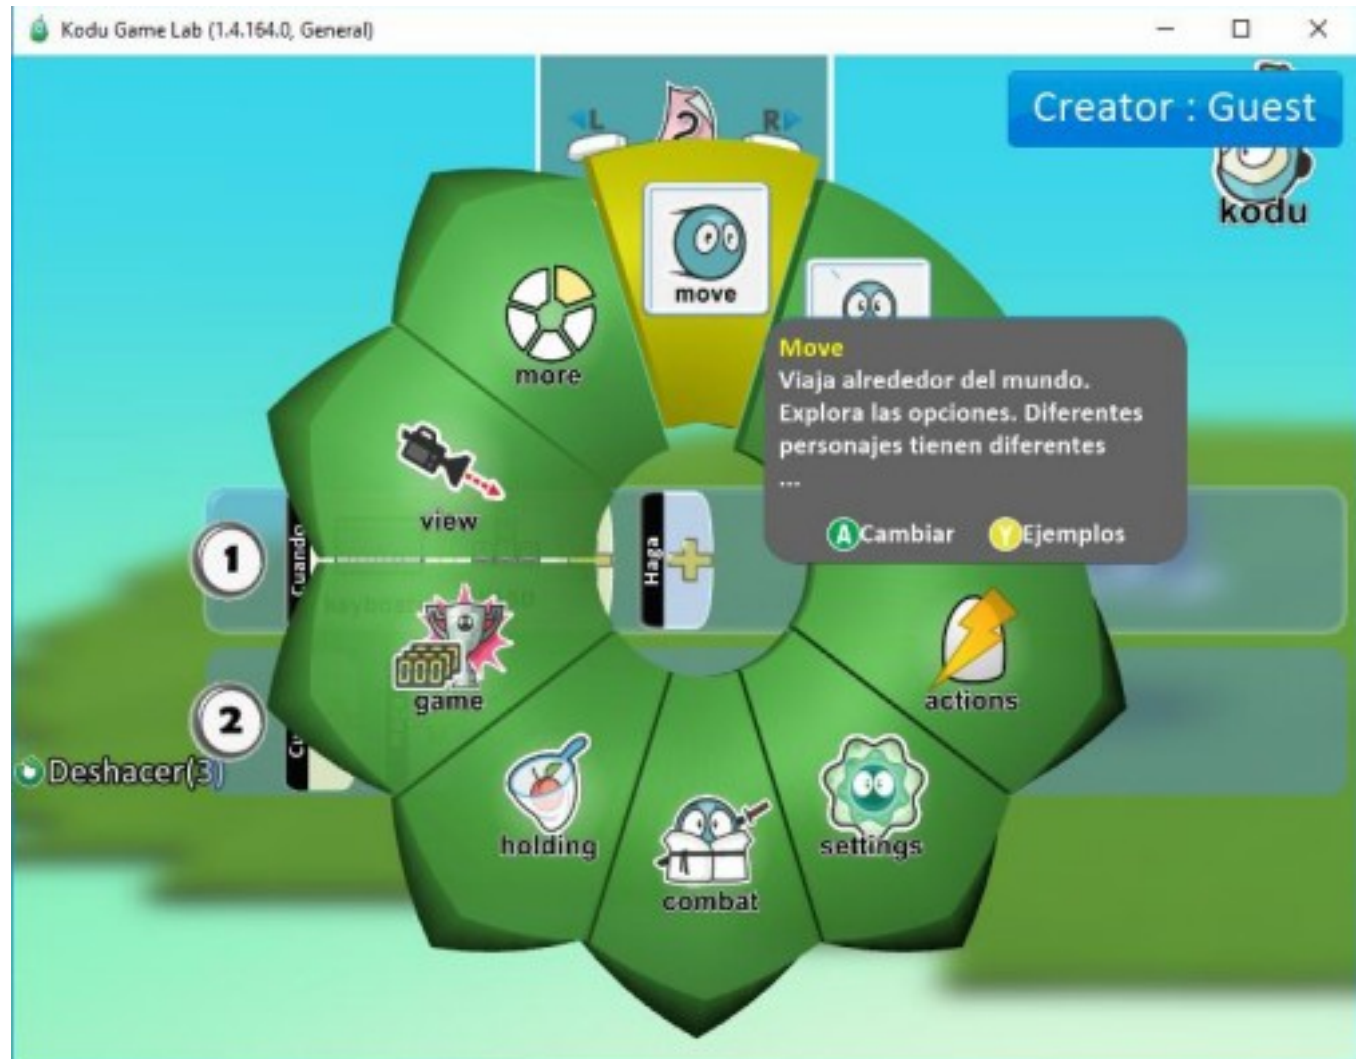 Kodu Game Lab (1.4.164.0, General)
L
2
R
Creator : Guest
kodu
move
more
Move
Viaja alrededor del mundo.
Explora las opciones. Diferentes
personajes tienen diferentes
...
A Cambiar Y Ejemplos
view
1
Cuando
Haga
game
actions
2
Deshacer(3)
holding
settings
combat